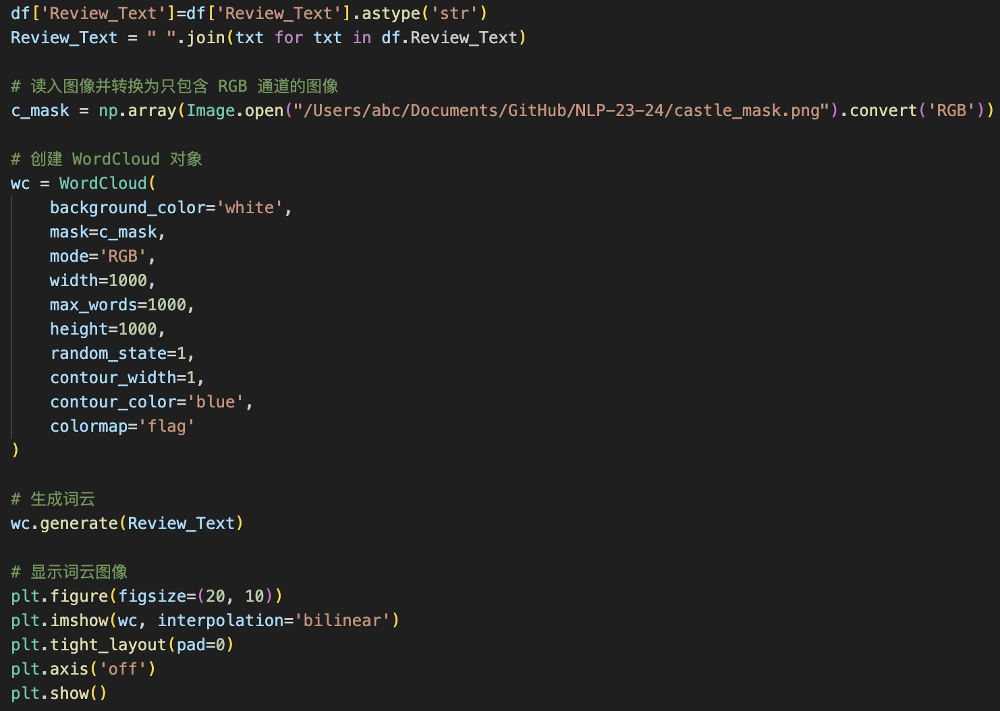 df['Review_Text']=df['Review_Text'].astype('str')
Review_Text = " ".join(txt for txt in df.Review_Text)
# 读入图像并转换为只包含 RGB 通道的图像
c_mask = np.array(Image.open("/Users/abc/Documents/GitHub/NLP-23-24/castle_mask.png").convert('RGB'))
# 创建 WordCloud 对象
wc = WordCloud(
    background_color='white',
    mask=c_mask,
    mode='RGB',
    width=1000,
    max_words=1000,
    height=1000,
    random_state=1,
    contour_width=1,
    contour_color='blue',
    colormap='flag'
)
# 生成词云
wc.generate(Review_Text)
# 显示词云图像
plt.figure(figsize=(20, 10))
plt.imshow(wc, interpolation='bilinear')
plt.tight_layout(pad=0)
plt.axis('off')
plt.show()